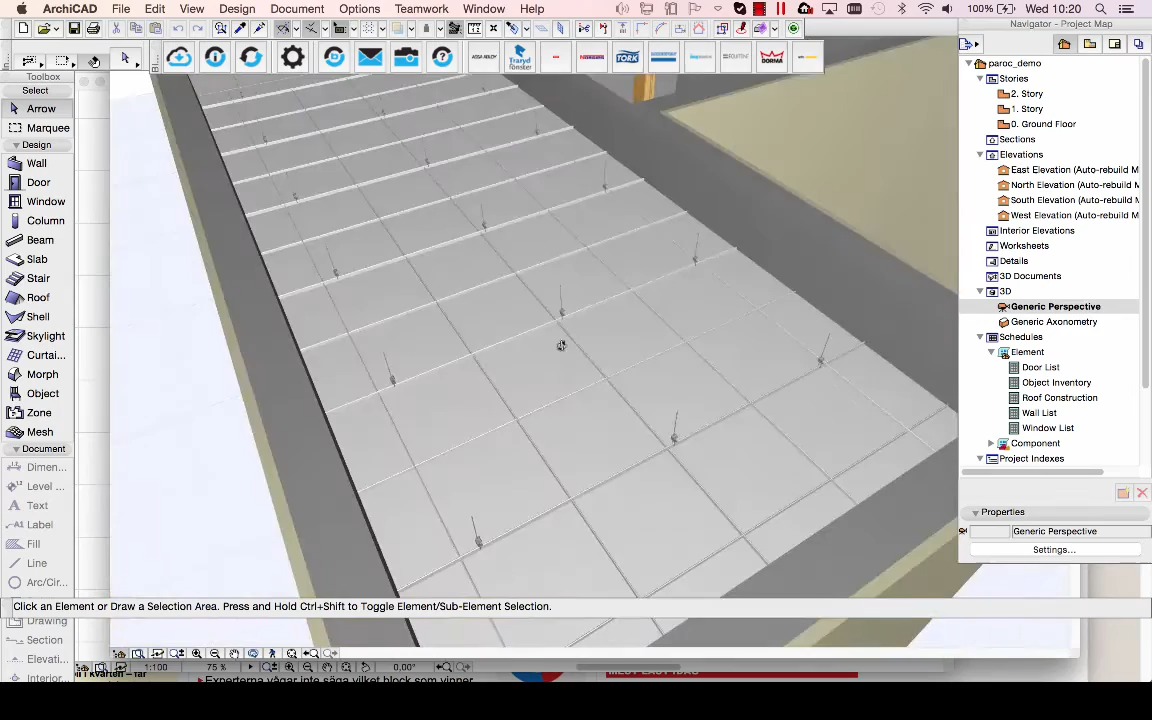 ArchiCAD File Edit View Design Document Options Teamwork Window Help 100% Wed 10:20
Navigator - Project Map
ASSA ABLOY Traryd fönster TORK DORMA
Toolbox
Select
Arrow
Marquee
Design
Wall
Door
Window
Column
Beam
Slab
Stair
Roof
Shell
Skylight
Curtai...
Morph
Object
Zone
Mesh
Document
Dimen...
Level ...
Text
Label
Fill
Line
Arc/Cir...
Drawing
Section
Elevati...
Interior...
paroc_demo
Stories
2. Story
1. Story
0. Ground Floor
Sections
Elevations
East Elevation (Auto-rebuild M
North Elevation (Auto-rebuild M
South Elevation (Auto-rebuild M
West Elevation (Auto-rebuild M
Interior Elevations
Worksheets
Details
3D Documents
3D
Generic Perspective
Generic Axonometry
Schedules
Element
Door List
Object Inventory
Roof Construction
Wall List
Window List
Component
Project Indexes
Properties
Generic Perspective
Settings...
Click an Element or Draw a Selection Area. Press and Hold Ctrl+Shift to Toggle Element/Sub-Element Selection.
1:100 75 % 0,00°
Experterna vågar inte säga vilket block som vinner